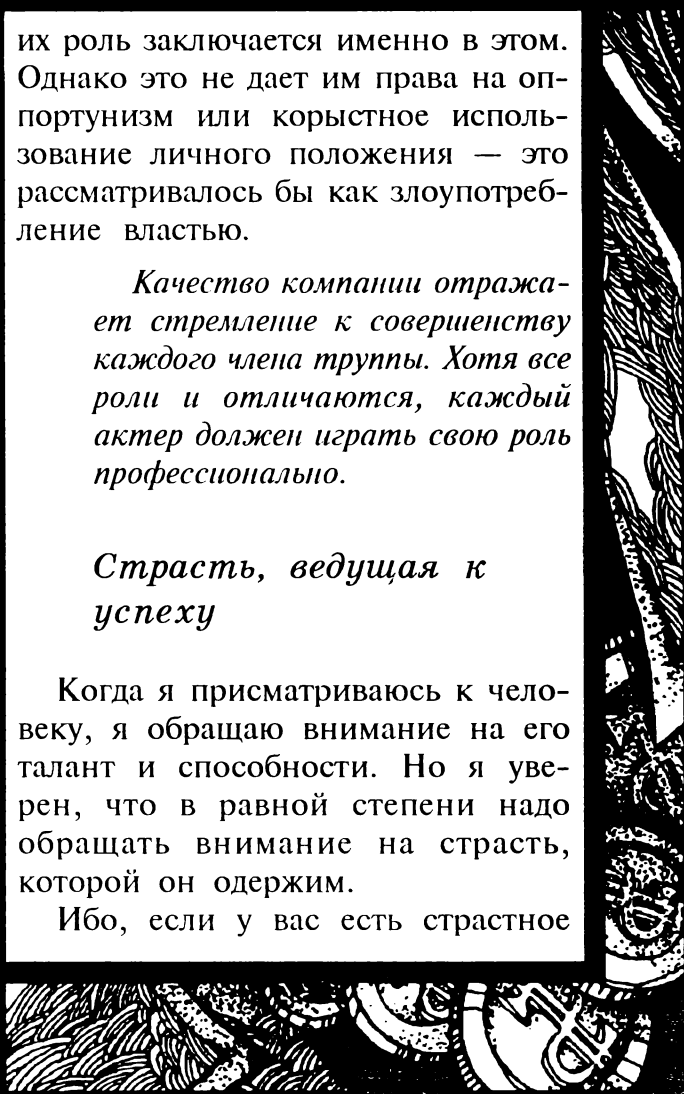 их роль заключается именно в этом.
Однако это не дает им права на оп-
портунизм или корыстное исполь-
зование личного положения — это
рассматривалось бы как злоупотреб-
ление властью.
Качество компании отража-
ет стремление к совершенству
каждого члена труппы. Хотя все
роли и отличаются, каждый
актер должен играть свою роль
профессионально.
Страсть, ведущая к
успеху
Когда я присматриваюсь к чело-
веку, я обращаю внимание на его
талант и способности. Но я уве-
рен, что в равной степени надо
обращать внимание на страсть,
которой он одержим.
Ибо, если у вас есть страстное